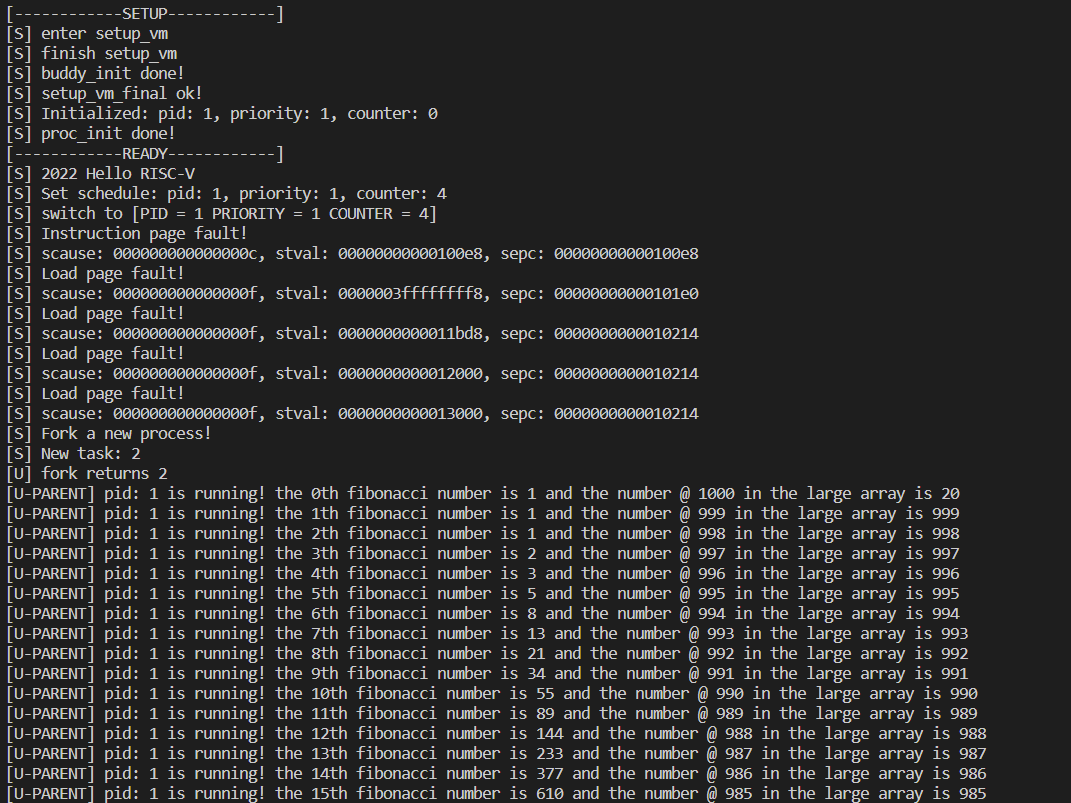 [------------SETUP------------]
[S] enter setup_vm
[S] finish setup_vm
[S] buddy_init done!
[S] setup_vm_final ok!
[S] Initialized: pid: 1, priority: 1, counter: 0
[S] proc_init done!
[------------READY------------]
[S] 2022 Hello RISC-V
[S] Set schedule: pid: 1, priority: 1, counter: 4
[S] switch to [PID = 1 PRIORITY = 1 COUNTER = 4]
[S] Instruction page fault!
[S] scause: 000000000000000c, stval: 00000000000100e8, sepc: 00000000000100e8
[S] Load page fault!
[S] scause: 000000000000000f, stval: 0000003ffffffff8, sepc: 00000000000101e0
[S] Load page fault!
[S] scause: 000000000000000f, stval: 0000000000011bd8, sepc: 0000000000010214
[S] Load page fault!
[S] scause: 000000000000000f, stval: 0000000000012000, sepc: 0000000000010214
[S] Load page fault!
[S] scause: 000000000000000f, stval: 0000000000013000, sepc: 0000000000010214
[S] Fork a new process!
[S] New task: 2
[U] fork returns 2
[U-PARENT] pid: 1 is running! the 0th fibonacci number is 1 and the number @ 1000 in the large array is 20
[U-PARENT] pid: 1 is running! the 1th fibonacci number is 1 and the number @ 999 in the large array is 999
[U-PARENT] pid: 1 is running! the 2th fibonacci number is 1 and the number @ 998 in the large array is 998
[U-PARENT] pid: 1 is running! the 3th fibonacci number is 2 and the number @ 997 in the large array is 997
[U-PARENT] pid: 1 is running! the 4th fibonacci number is 3 and the number @ 996 in the large array is 996
[U-PARENT] pid: 1 is running! the 5th fibonacci number is 5 and the number @ 995 in the large array is 995
[U-PARENT] pid: 1 is running! the 6th fibonacci number is 8 and the number @ 994 in the large array is 994
[U-PARENT] pid: 1 is running! the 7th fibonacci number is 13 and the number @ 993 in the large array is 993
[U-PARENT] pid: 1 is running! the 8th fibonacci number is 21 and the number @ 992 in the large array is 992
[U-PARENT] pid: 1 is running! the 9th fibonacci number is 34 and the number @ 991 in the large array is 991
[U-PARENT] pid: 1 is running! the 10th fibonacci number is 55 and the number @ 990 in the large array is 990
[U-PARENT] pid: 1 is running! the 11th fibonacci number is 89 and the number @ 989 in the large array is 989
[U-PARENT] pid: 1 is running! the 12th fibonacci number is 144 and the number @ 988 in the large array is 988
[U-PARENT] pid: 1 is running! the 13th fibonacci number is 233 and the number @ 987 in the large array is 987
[U-PARENT] pid: 1 is running! the 14th fibonacci number is 377 and the number @ 986 in the large array is 986
[U-PARENT] pid: 1 is running! the 15th fibonacci number is 610 and the number @ 985 in the large array is 985